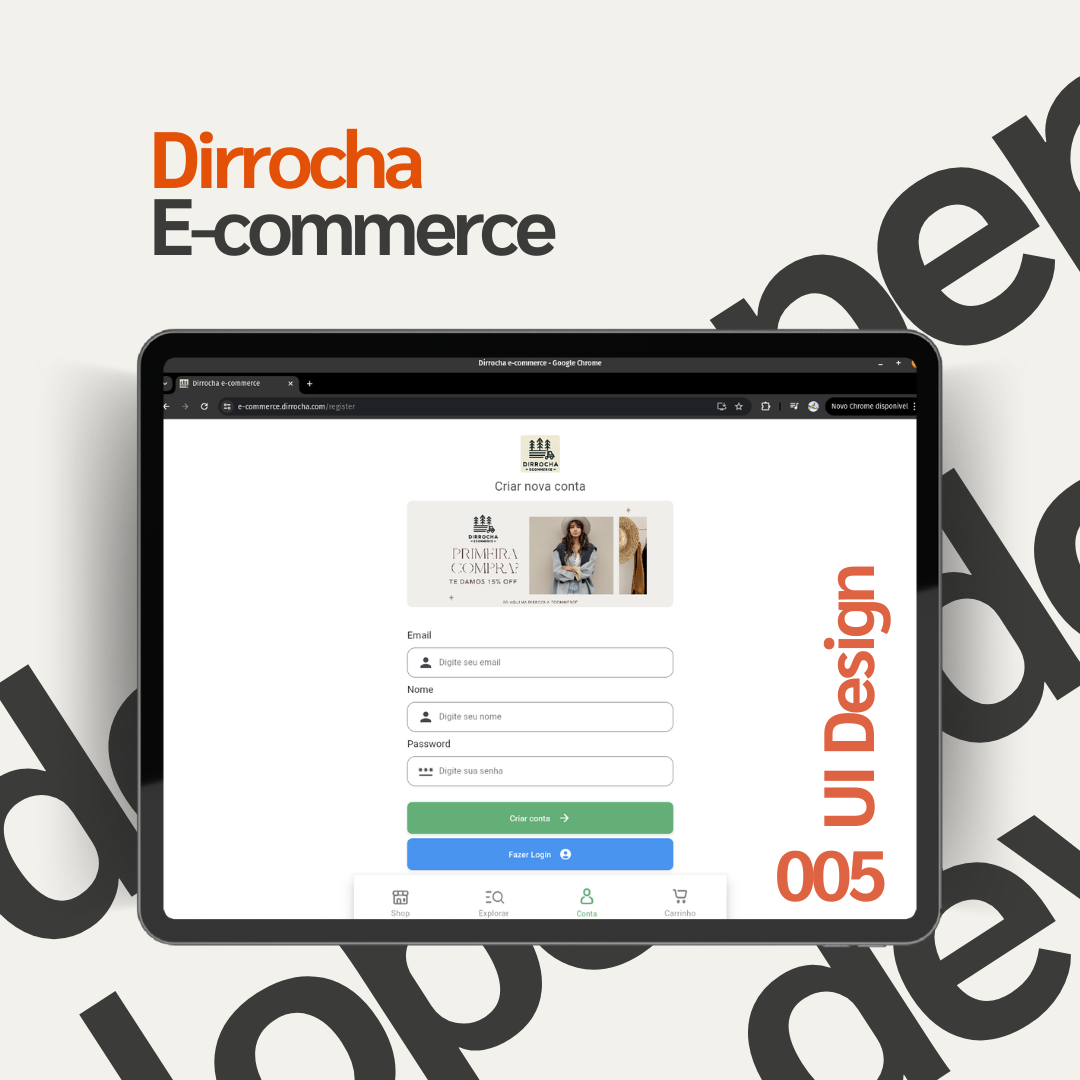 Dirrocha
E-commerce
Dirrocha e-commerce - Google Chrome
Dirrocha e-commerce
e-commerce.dirrocha.com/register
Novo Chrome disponível
DIRROCHA
ECOMMERCE
Criar nova conta
DIRROCHA
ECOMMERCE
PRIMEIRA
COMPRA?
TE DAMOS 15% OFF
Email
Digite seu email
Nome
Digite seu nome
Password
Digite sua senha
Criar conta
Fazer Login
Shop
Explorar
Conta
Carrinho
UI Design
005